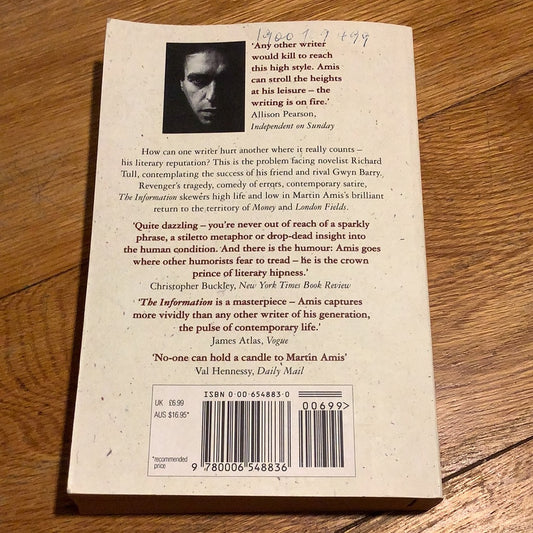 'Any other writer
would kill to reach
this high style. Amis
can stroll the heights
at his leisure – the
writing is on fire.'
Allison Pearson,
Independent on Sunday
How can one writer hurt another where it really counts –
his literary reputation? This is the problem facing novelist Richard
Tull, contemplating the success of his friend and rival Gwyn Barry.
Revenger's tragedy, comedy of errors, contemporary satire,
The Information skewers high life and low in Martin Amis's brilliant
return to the territory of Money and London Fields.
'Quite dazzling – you're never out of reach of a sparkly
phrase, a stiletto metaphor or drop-dead insight into
the human condition. And there is the humour: Amis goes
where other humorists fear to tread – he is the crown
prince of literary hipness.'
Christopher Buckley, New York Times Book Review
'The Information is a masterpiece – Amis captures
more vividly than any other writer of his generation,
the pulse of contemporary life.'
James Atlas, Vogue
'No-one can hold a candle to Martin Amis'
Val Hennessy, Daily Mail
UK £6.99
AUS $16.95*
*recommended
price
ISBN 0-00-654883-0
00699>
9 780006 548836